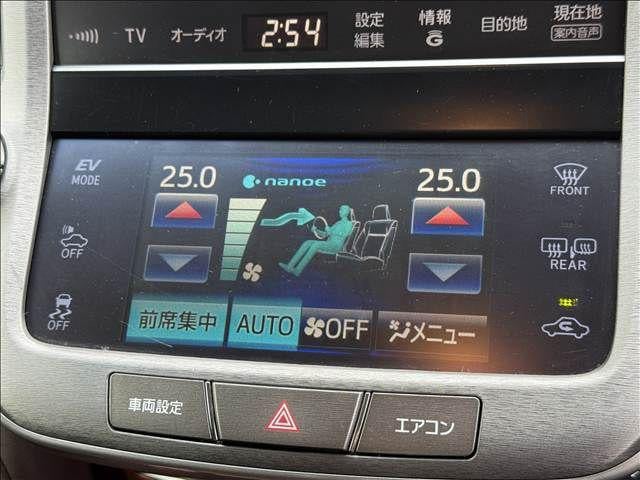 TV オーディオ 2:54 設定 編集 情報 G 目的地 現在地 案内音声
EV MODE
25.0 nanoe 25.0
FRONT
OFF
REAR
OFF
前席集中 AUTO OFF メニュー
車両設定 エアコン